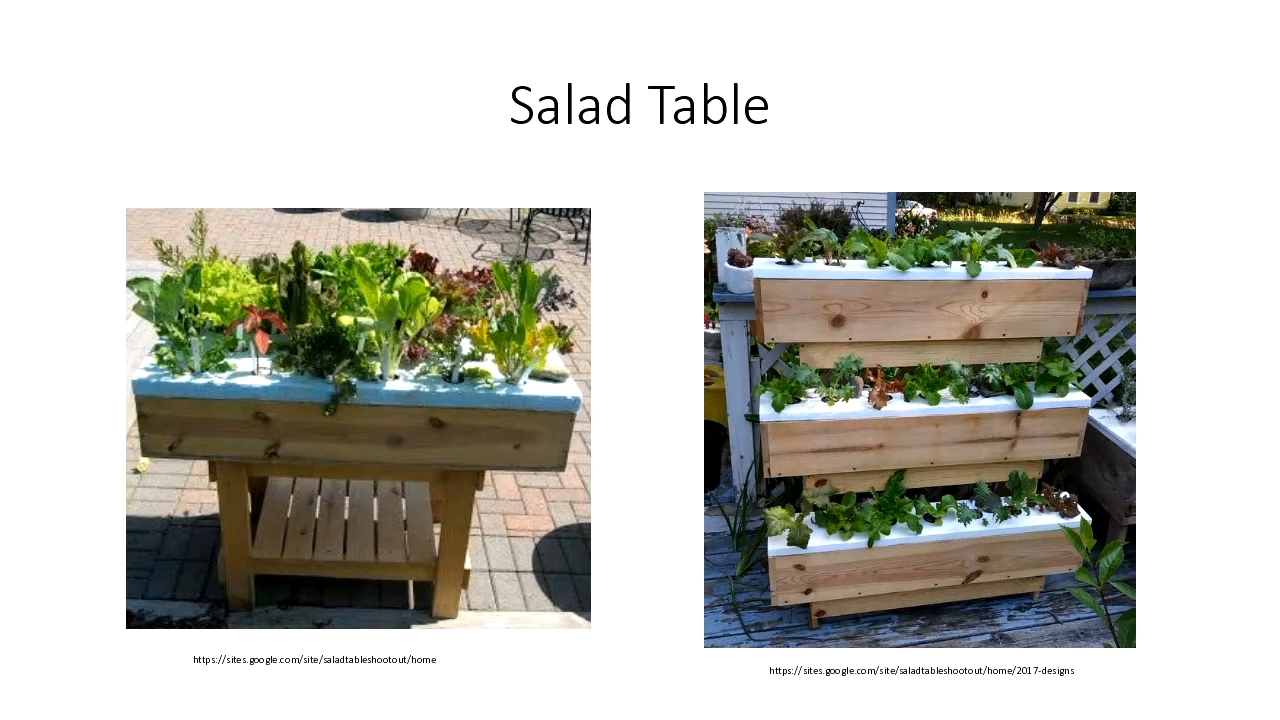 Salad Table
https://sites.google.com/site/saladtableshootout/home
https://sites.google.com/site/saladtableshootout/home/2017-designs